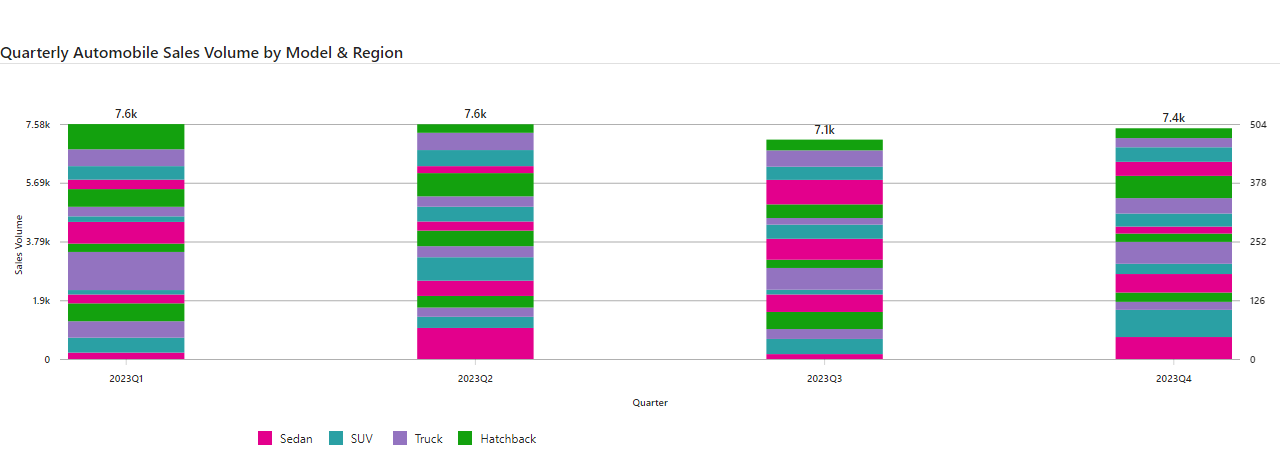 Quarterly Automobile Sales Volume by Model & Region
7.6k 7.6k 7.1k 7.4k
7.58k 504
5.69k 378
3.79k 252
1.9k 126
0 0
Sales Volume
2023Q1 2023Q2 2023Q3 2023Q4
Quarter
Sedan SUV Truck Hatchback